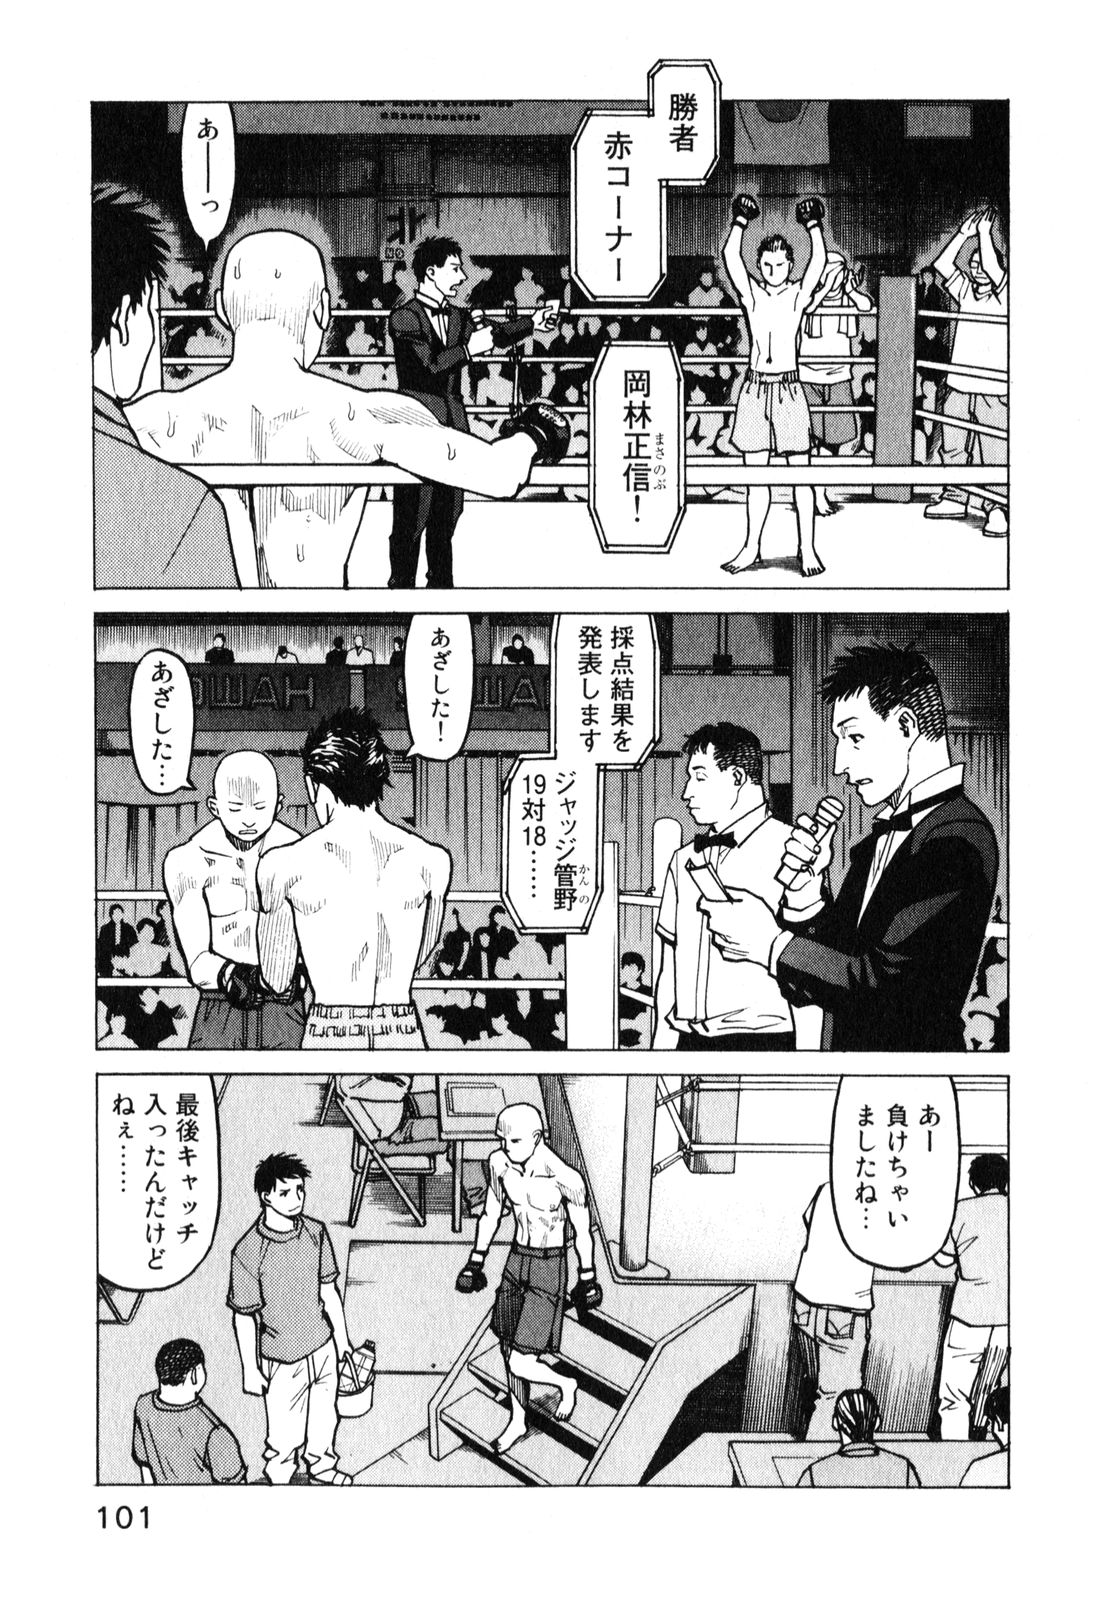 勝者
赤コーナー
岡林正信！
まさのぶ
あーーっ
北
NO
採点結果を
発表します
ジャッジ菅野
かんの
19対18……
あざした！
あざした…
あー
負けちゃい
ましたね…
最後キャッチ
入ったんだけど
ねぇ……
101